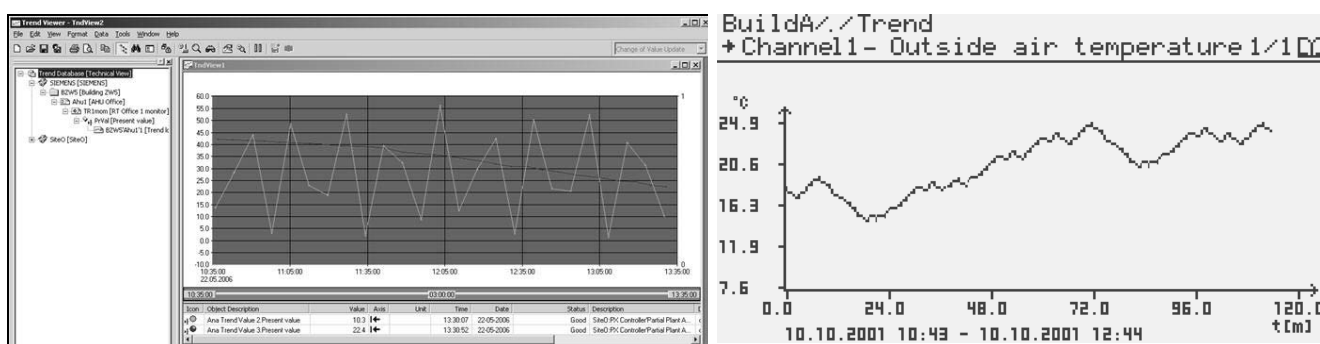 Trend Viewer - TndView2
File Edit View Format Data Tools Window Help
Change of Value Update
Trend Database [Technical View]
SIEMENS [SIEMENS]
BZW5 [Building ZW5]
Ahu1 [AHU Office]
TR1mom [RT Office 1 monitor]
PrVal [Present value]
BZW5'Ahu1'1 [Trend k
SiteO [SiteO]
TndView1
60.0
55.0
50.0
45.0
40.0
35.0
30.0
25.0
20.0
15.0
10.0
5.0
0.0
-5.0
-10.0
1
0
10:35:00 11:05:00 11:35:00 12:05:00 12:35:00 13:05:00 13:35:00
22.05.2006
10:35:00 03:00:00 13:35:00
Icon Object Description Value Axis Unit Time Date Status Description
Ana Trend Value 2.Present value 10.3 13:30:07 22-05-2006 Good SiteO.PX Controller'Partial Plant A...
Ana Trend Value 3.Present value 22.4 13:30:52 22-05-2006 Good SiteO.PX Controller'Partial Plant A...
BuildA/./Trend
Channel1- Outside air temperature 1/1
°C
24.9
20.6
16.3
11.9
7.6
0.0 24.0 48.0 72.0 96.0 120.0
t[m]
10.10.2001 10:43 - 10.10.2001 12:44